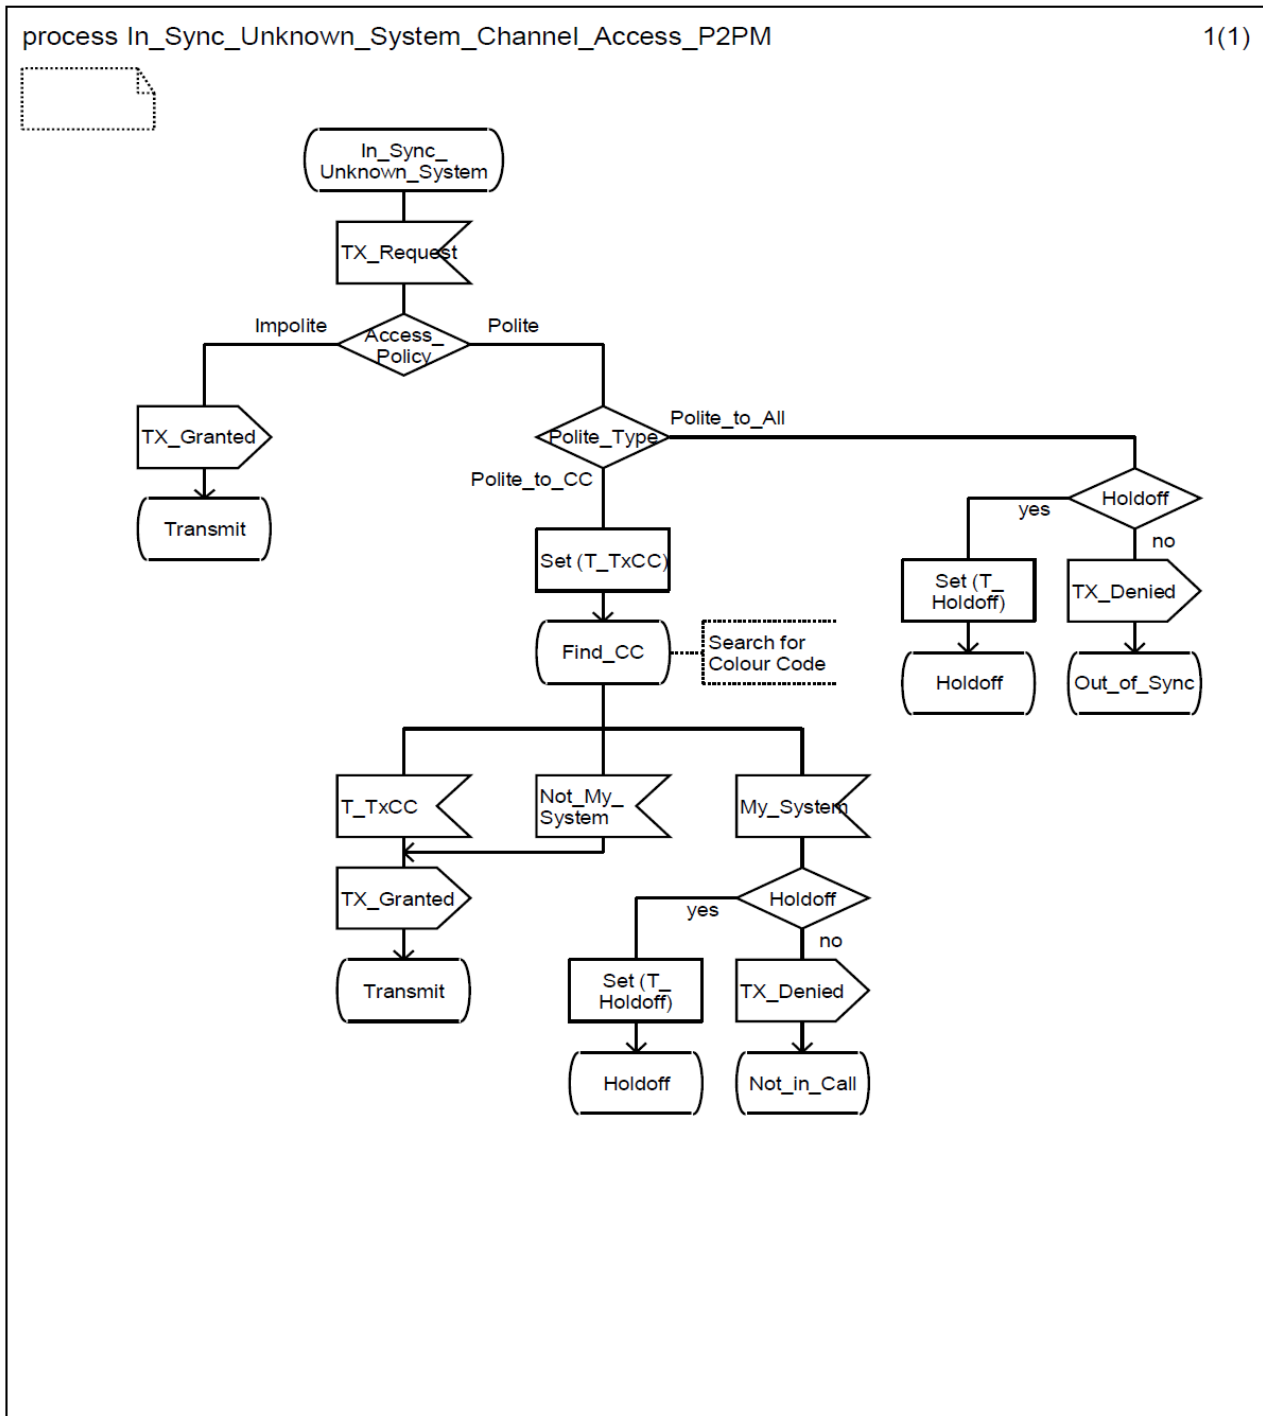 process In_Sync_Unknown_System_Channel_Access_P2PM
1(1)
In_Sync_
Unknown_System
TX_Request
Impolite
Access_
Policy
Polite
TX_Granted
Transmit
Polite_Type
Polite_to_All
Polite_to_CC
Holdoff
yes
no
Set (T_TxCC)
Set (T_
Holdoff)
TX_Denied
Find_CC
Search for
Colour Code
Holdoff
Out_of_Sync
T_TxCC
Not_My_
System
My_System
TX_Granted
Holdoff
yes
no
Transmit
Set (T_
Holdoff)
TX_Denied
Holdoff
Not_in_Call